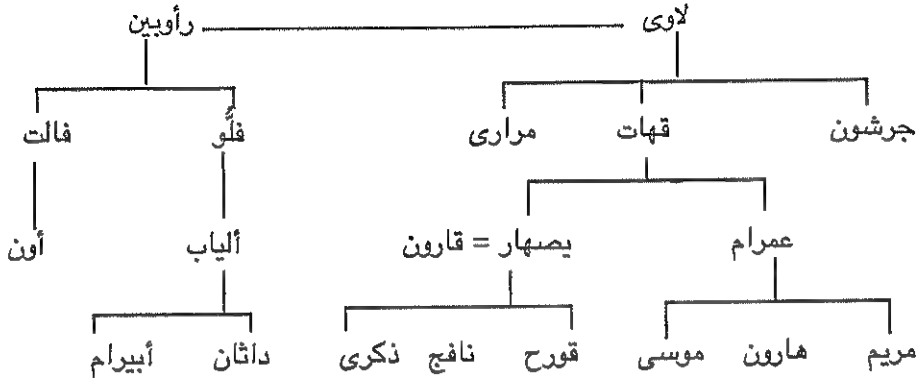 لاوى رأوبين
جرشون قهات مرارى فلُّو فالت
عمرام يصهار = قارون ألياب أون
مريم هارون موسى قورح نافج ذكرى داثان أبيرام